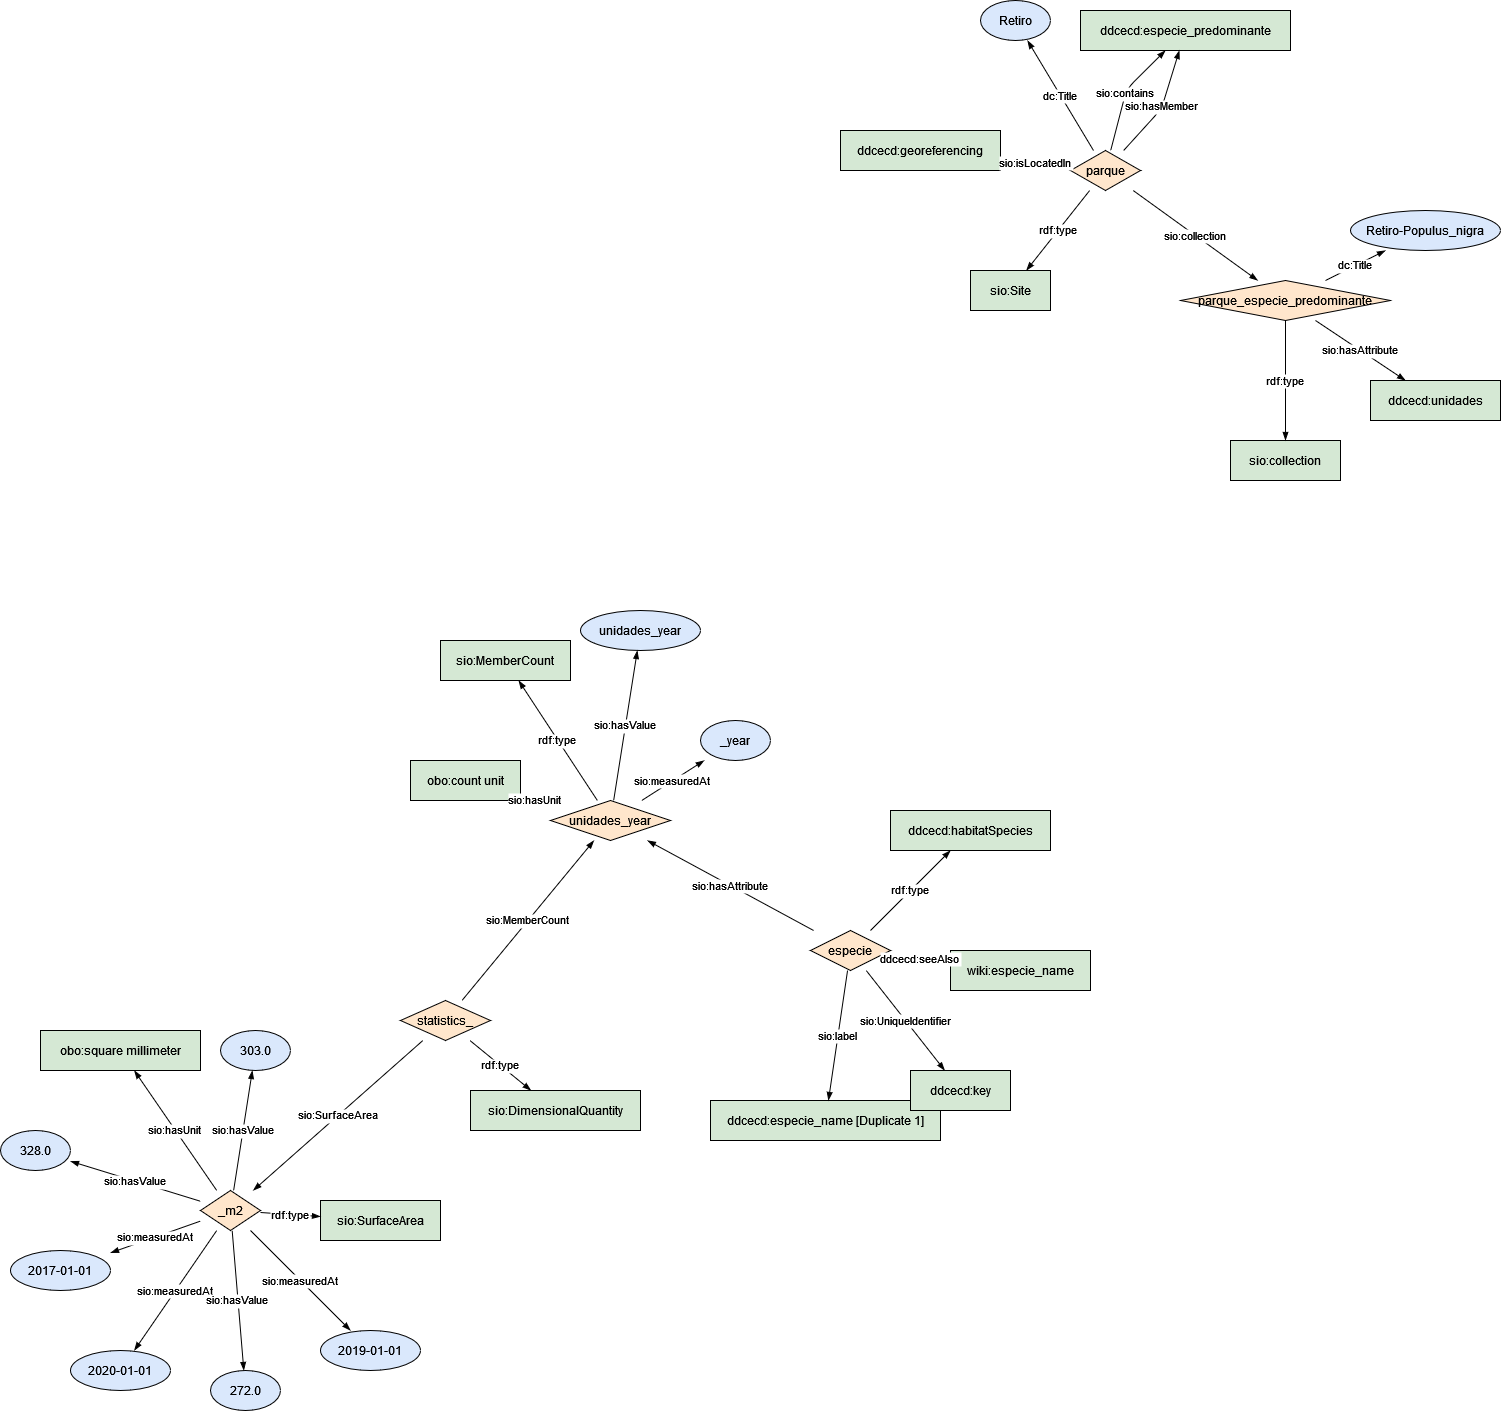 Retiro
ddcecd:especie_predominante
dc:Title
sio:contains
sio:hasMember
ddcecd:georeferencing
sio:isLocatedIn
parque
rdf:type
sio:collection
Retiro-Populus_nigra
dc:Title
sio:Site
parque_especie_predominante
sio:hasAttribute
rdf:type
ddcecd:unidades
sio:collection
unidades_year
sio:MemberCount
sio:hasValue
rdf:type
_year
sio:measuredAt
obo:count unit
sio:hasUnit
unidades_year
ddcecd:habitatSpecies
sio:hasAttribute
rdf:type
sio:MemberCount
especie
ddcecd:seeAlso
wiki:especie_name
statistics_
sio:UniqueIdentifier
sio:label
obo:square millimeter
303.0
rdf:type
ddcecd:key
sio:DimensionalQuantity
ddcecd:especie_name [Duplicate 1]
sio:SurfaceArea
sio:hasUnit
sio:hasValue
328.0
sio:hasValue
_m2
rdf:type
sio:SurfaceArea
sio:measuredAt
2017-01-01
sio:measuredAt
sio:hasValue
sio:measuredAt
2019-01-01
2020-01-01
272.0